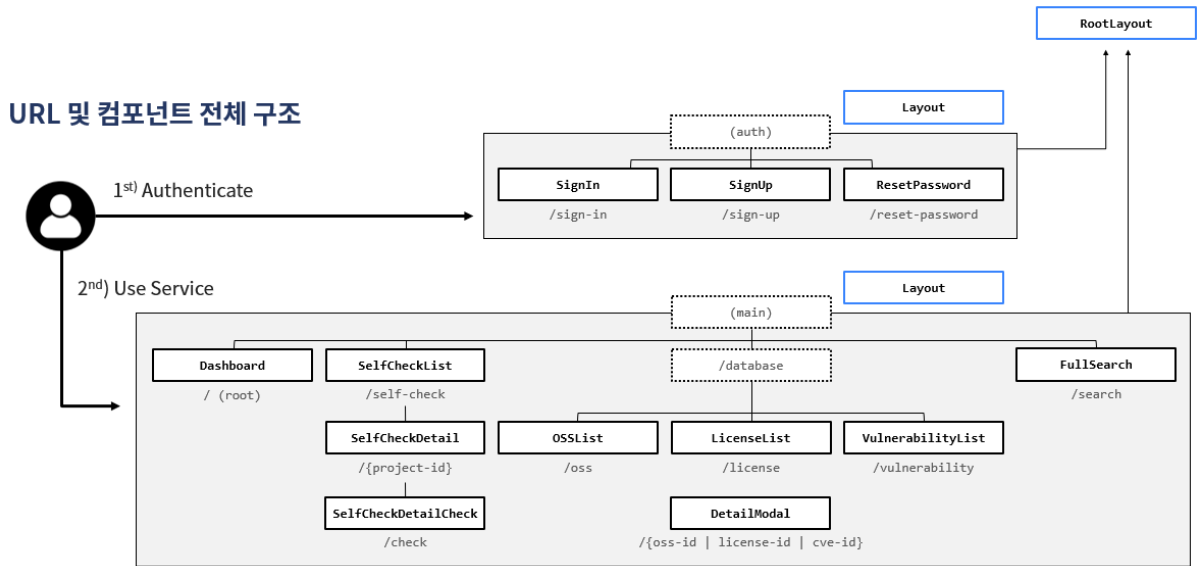 RootLayout
URL 및 컴포넌트 전체 구조
Layout
(auth)
1st) Authenticate
SignIn
SignUp
ResetPassword
/sign-in
/sign-up
/reset-password
2nd) Use Service
Layout
(main)
Dashboard
SelfCheckList
/database
FullSearch
/ (root)
/self-check
/search
SelfCheckDetail
OSSList
LicenseList
VulnerabilityList
/{project-id}
/oss
/license
/vulnerability
SelfCheckDetailCheck
DetailModal
/check
/{oss-id | license-id | cve-id}